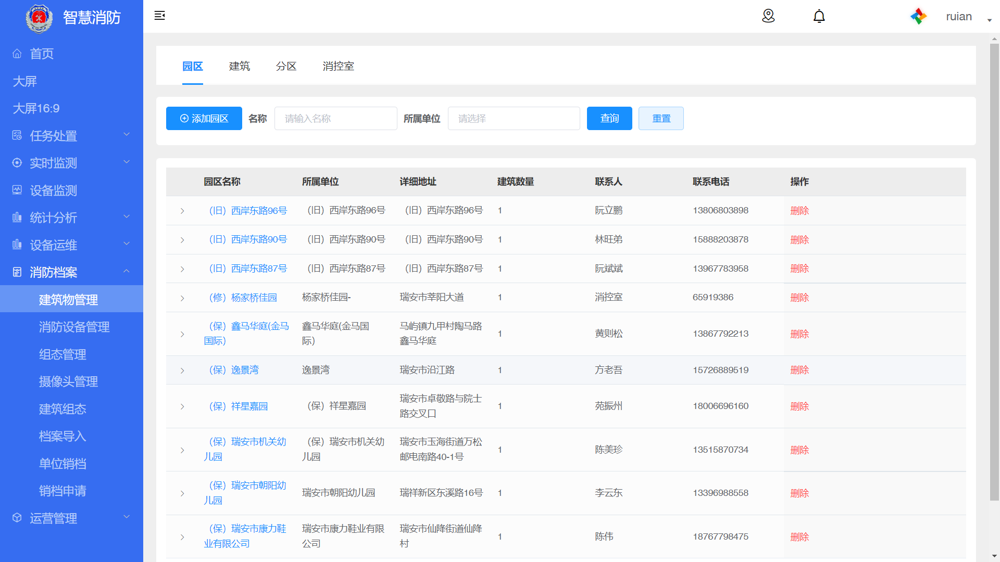 智慧消防
ruian
首页
大屏
大屏16:9
任务处置
实时监测
设备监测
统计分析
设备运维
消防档案
建筑物管理
消防设备管理
组态管理
摄像头管理
建筑组态
档案导入
单位销档
销档申请
运营管理
园区 建筑 分区 消控室
添加园区 名称 请输入名称 所属单位 请选择 查询 重置
园区名称 所属单位 详细地址 建筑数量 联系人 联系电话 操作
（旧）西岸东路96号 （旧）西岸东路96号 （旧）西岸东路96号 1 阮立鹏 13806803898 删除
（旧）西岸东路90号 （旧）西岸东路90号 （旧）西岸东路90号 1 林旺弟 15888203878 删除
（旧）西岸东路87号 （旧）西岸东路87号 （旧）西岸东路87号 1 阮斌斌 13967783958 删除
（修）杨家桥佳园 杨家桥佳园- 瑞安市莘阳大道 1 消控室 65919386 删除
（保）鑫马华庭(金马 鑫马华庭(金马国 马屿镇九甲村陶马路 1 黄则松 13867792213 删除
国际) 际) 鑫马华庭
（保）逸景湾 逸景湾 瑞安市沿江路 1 方老吾 15726889519 删除
（保）祥星嘉园 （保）祥星嘉园 瑞安市卓敬路与院士 1 苑振州 18006696160 删除
路交叉口
（保）瑞安市机关幼 （保）瑞安市机关幼 瑞安市玉海街道万松 1 陈美珍 13515870734 删除
儿园 儿园 邮电南路40-1号
（保）瑞安市朝阳幼 瑞安市朝阳幼儿园 瑞祥新区东溪路16号 1 李云东 13396988558 删除
儿园
（保）瑞安市康力鞋 瑞安市康力鞋业有限 瑞安市仙降街道仙降 1 陈伟 18767798475 删除
业有限公司 公司 村